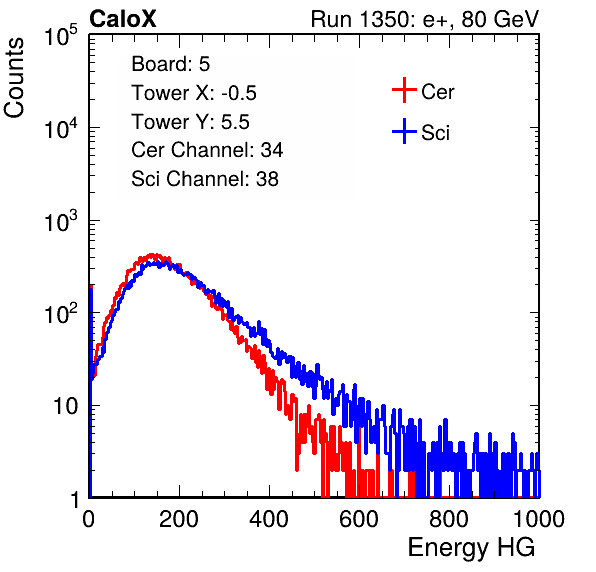 CaloX Run 1350: e+, 80 GeV
Counts
10^5
10^4
10^3
10^2
10
1
Board: 5
Tower X: -0.5
Tower Y: 5.5
Cer Channel: 34
Sci Channel: 38
Cer
Sci
0 200 400 600 800 1000
Energy HG